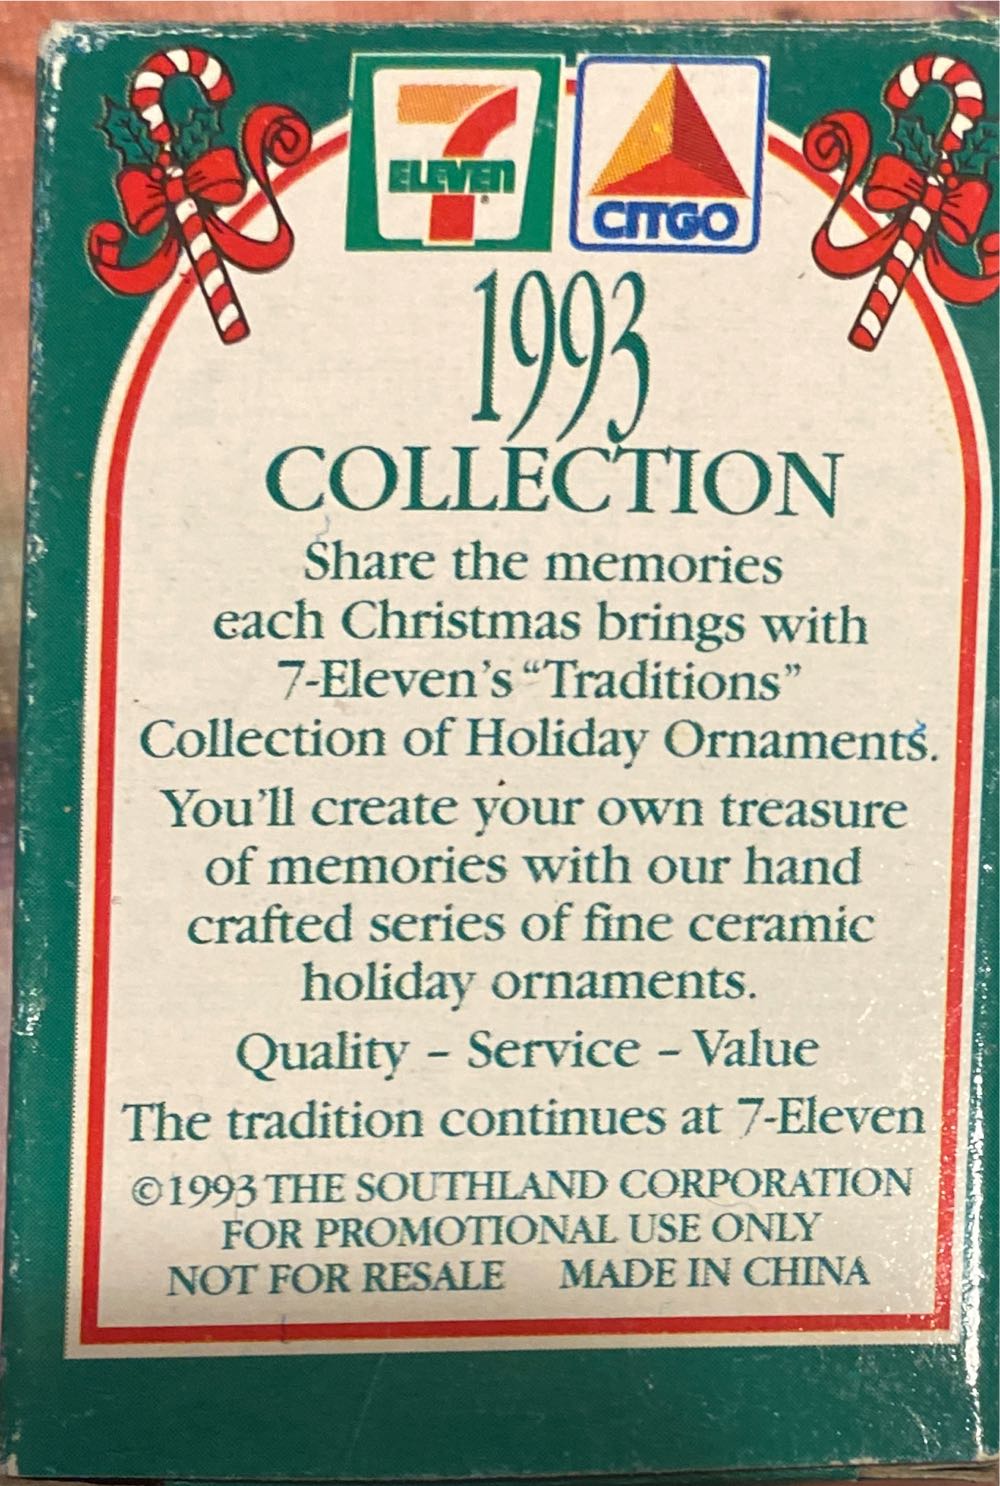 7 ELEVEN ® CITGO
1993
COLLECTION
Share the memories
each Christmas brings with
7-Eleven's “Traditions”
Collection of Holiday Ornaments.
You'll create your own treasure
of memories with our hand
crafted series of fine ceramic
holiday ornaments.
Quality – Service – Value
The tradition continues at 7-Eleven
©1993 THE SOUTHLAND CORPORATION
FOR PROMOTIONAL USE ONLY
NOT FOR RESALE MADE IN CHINA